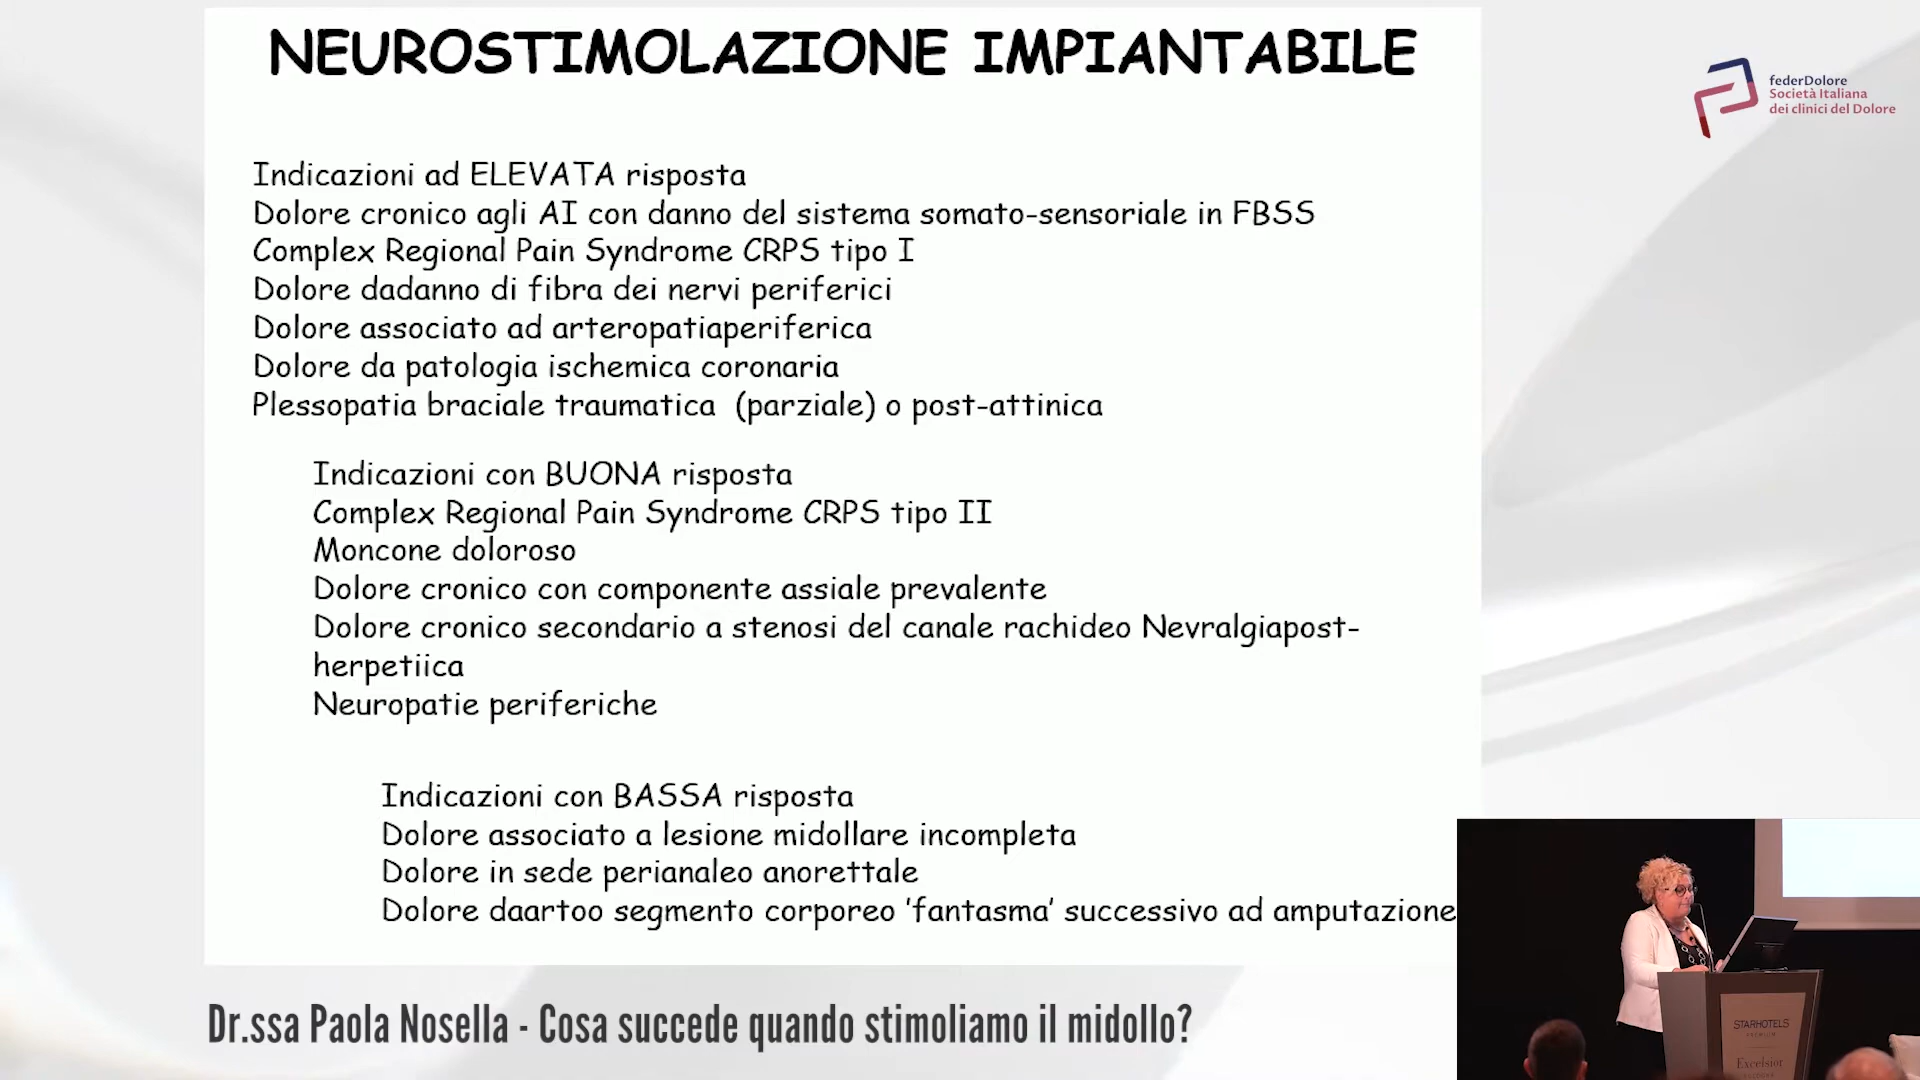 NEUROSTIMOLAZIONE IMPIANTABILE
federDolore
Società Italiana
dei clinici del Dolore
Indicazioni ad ELEVATA risposta
Dolore cronico agli AI con danno del sistema somato-sensoriale in FBSS
Complex Regional Pain Syndrome CRPS tipo I
Dolore dadanno di fibra dei nervi periferici
Dolore associato ad arteropatiaperiferica
Dolore da patologia ischemica coronaria
Plessopatia braciale traumatica (parziale) o post-attinica
Indicazioni con BUONA risposta
Complex Regional Pain Syndrome CRPS tipo II
Moncone doloroso
Dolore cronico con componente assiale prevalente
Dolore cronico secondario a stenosi del canale rachideo Nevralgiapost-
herpetiica
Neuropatie periferiche
Indicazioni con BASSA risposta
Dolore associato a lesione midollare incompleta
Dolore in sede perianaleo anorettale
Dolore daartoo segmento corporeo 'fantasma' successivo ad amputazione
Dr.ssa Paola Nosella - Cosa succede quando stimoliamo il midollo?
STARHOTELS
Excelsior